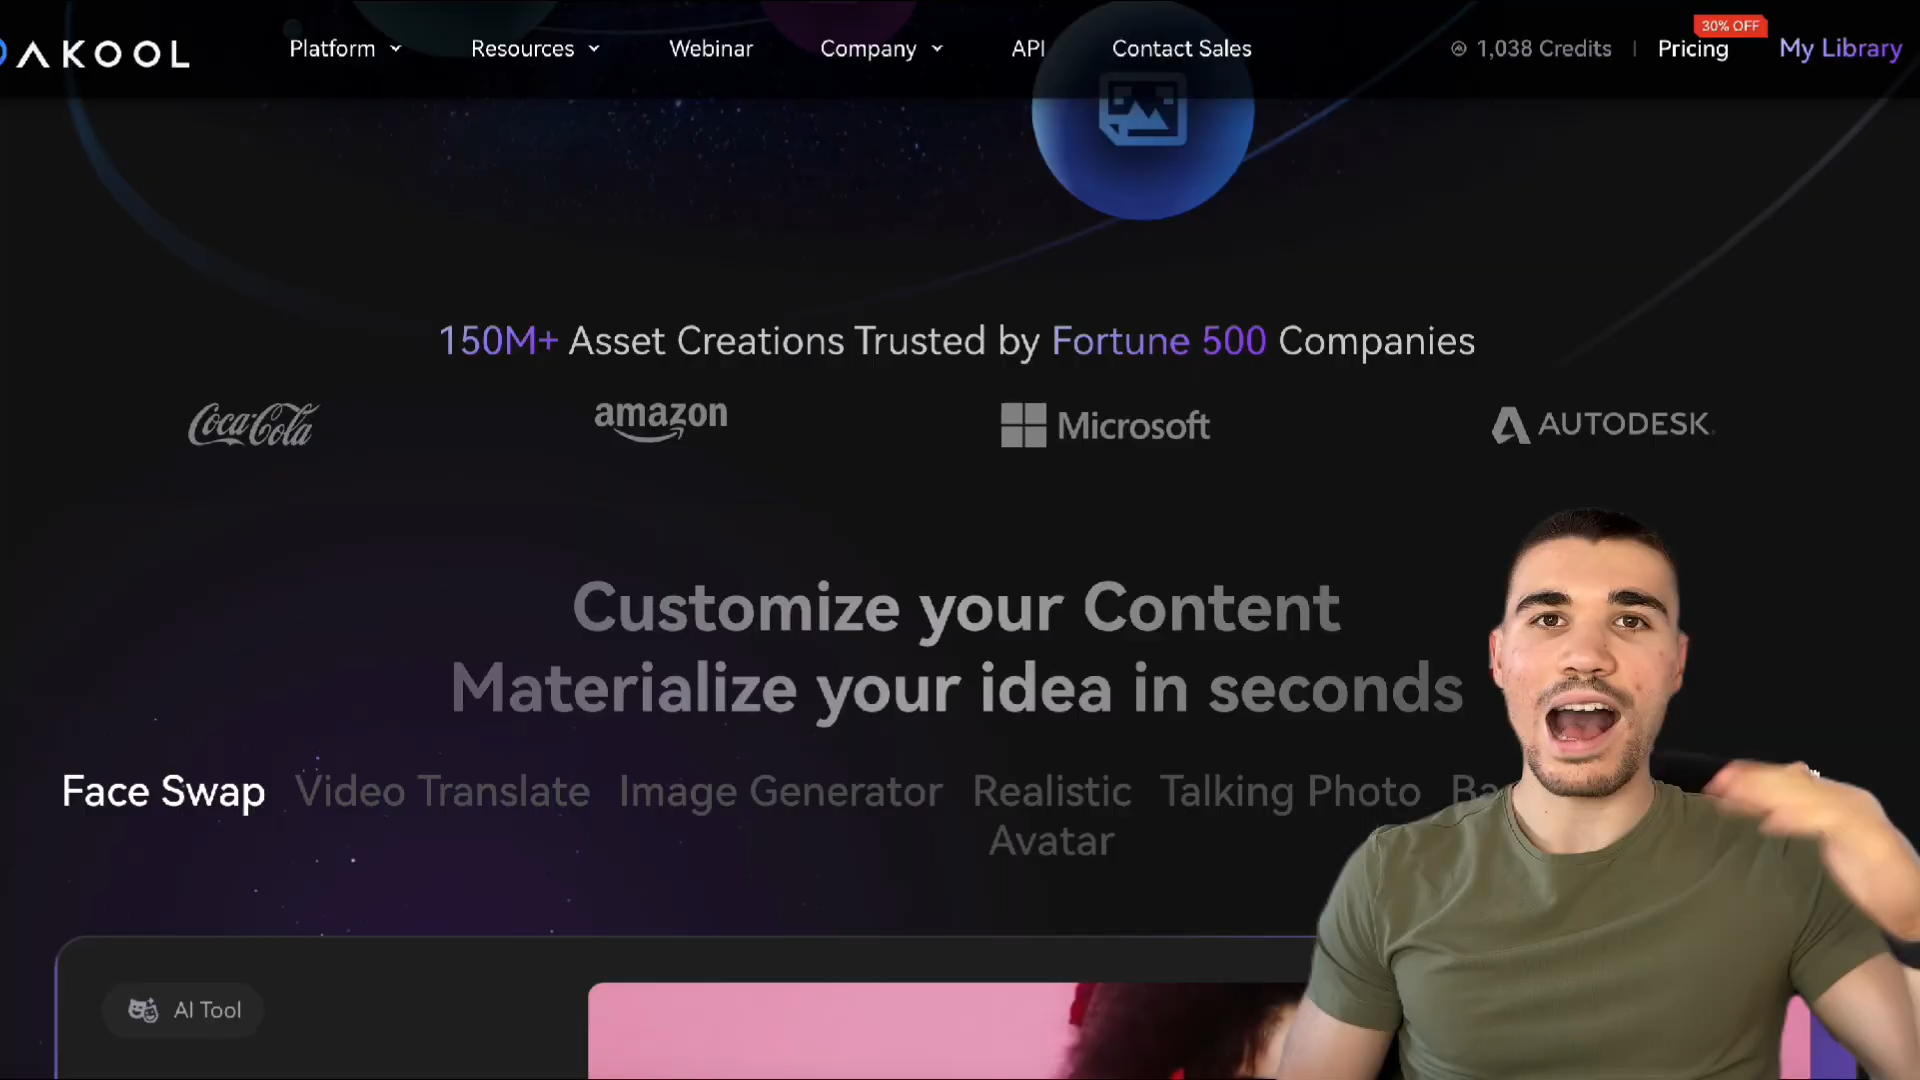 AKOOL
Platform
Resources
Webinar
Company
API
Contact Sales
1,038 Credits
Pricing
30% OFF
My Library
150M+ Asset Creations Trusted by Fortune 500 Companies
Coca-Cola
amazon
Microsoft
AUTODESK
Customize your Content
Materialize your idea in seconds
Face Swap
Video Translate
Image Generator
Realistic
Avatar
Talking Photo
AI Tool